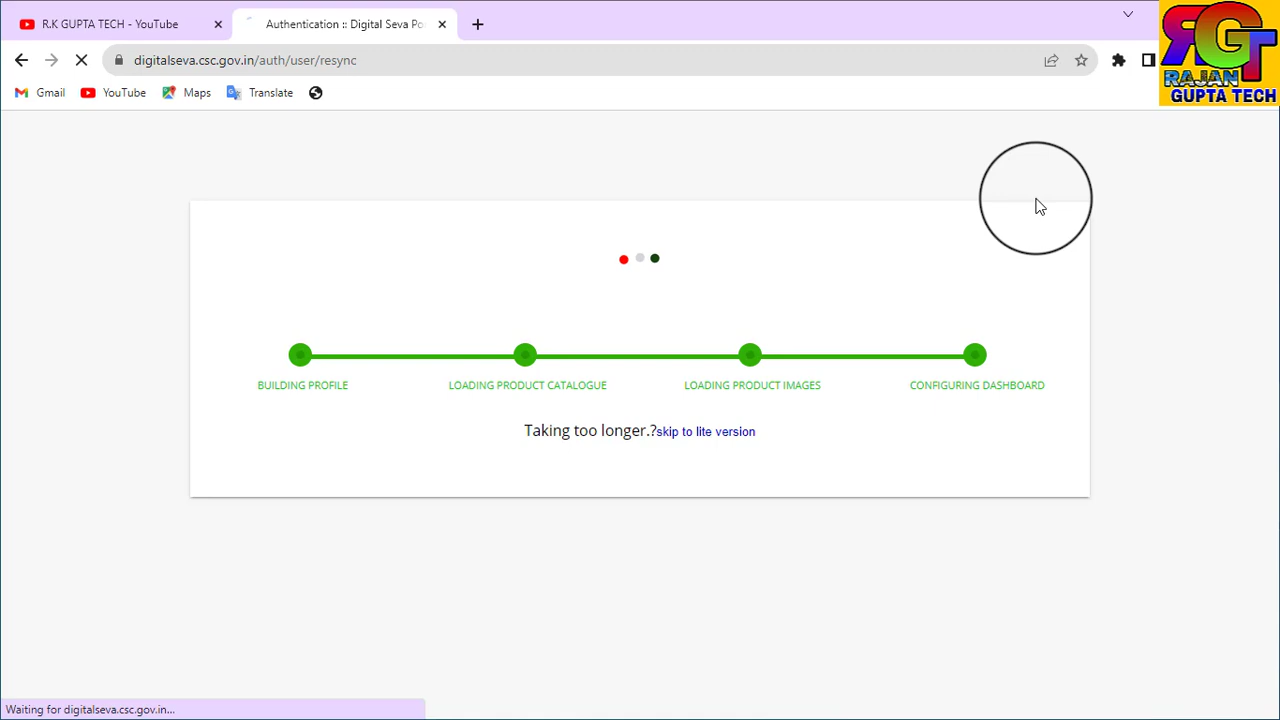 R.K GUPTA TECH - YouTube
Authentication :: Digital Seva Po
digitalseva.csc.gov.in/auth/user/resync
Gmail
YouTube
Maps
Translate
RGT
RAJAN
GUPTA TECH
BUILDING PROFILE
LOADING PRODUCT CATALOGUE
LOADING PRODUCT IMAGES
CONFIGURING DASHBOARD
Taking too longer.?skip to lite version
Waiting for digitalseva.csc.gov.in...